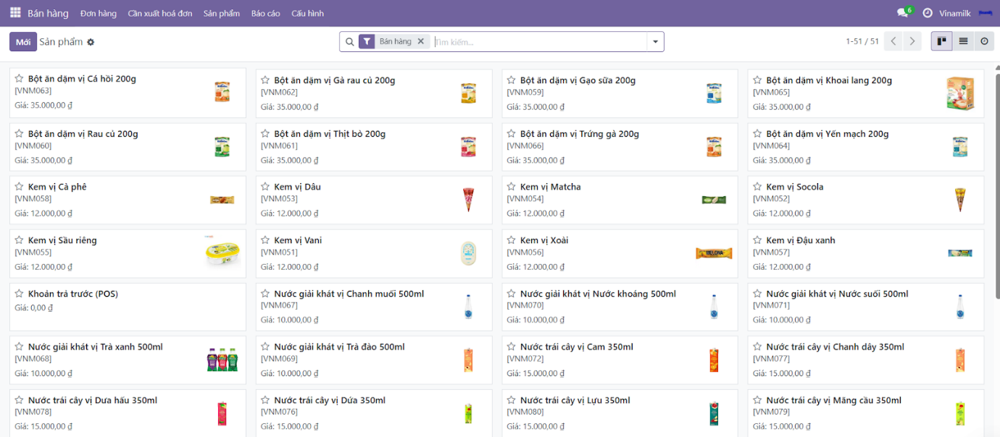 Bán hàng Đơn hàng Cần xuất hoá đơn Sản phẩm Báo cáo Cấu hình 6 Vinamilk
Mới Sản phẩm Bán hàng Tìm kiếm... 1-51 / 51
Bột ăn dặm vị Cá hồi 200g
[VNM063]
Giá: 35.000,00 ₫
Bột ăn dặm vị Gà rau củ 200g
[VNM062]
Giá: 35.000,00 ₫
Bột ăn dặm vị Gạo sữa 200g
[VNM059]
Giá: 35.000,00 ₫
Bột ăn dặm vị Khoai lang 200g
[VNM065]
Giá: 35.000,00 ₫
Bột ăn dặm vị Rau củ 200g
[VNM060]
Giá: 35.000,00 ₫
Bột ăn dặm vị Thịt bò 200g
[VNM061]
Giá: 35.000,00 ₫
Bột ăn dặm vị Trứng gà 200g
[VNM066]
Giá: 35.000,00 ₫
Bột ăn dặm vị Yến mạch 200g
[VNM064]
Giá: 35.000,00 ₫
Kem vị Cà phê
[VNM058]
Giá: 12.000,00 ₫
Kem vị Dâu
[VNM053]
Giá: 12.000,00 ₫
Kem vị Matcha
[VNM054]
Giá: 12.000,00 ₫
Kem vị Socola
[VNM052]
Giá: 12.000,00 ₫
Kem vị Sầu riêng
[VNM055]
Giá: 12.000,00 ₫
Kem vị Vani
[VNM051]
Giá: 12.000,00 ₫
Kem vị Xoài
[VNM056]
Giá: 12.000,00 ₫
MELONA
Kem vị Đậu xanh
[VNM057]
Giá: 12.000,00 ₫
Khoản trả trước (POS)
Giá: 0,00 ₫
Nước giải khát vị Chanh muối 500ml
[VNM067]
Giá: 10.000,00 ₫
Nước giải khát vị Nước khoáng 500ml
[VNM070]
Giá: 10.000,00 ₫
Nước giải khát vị Nước suối 500ml
[VNM071]
Giá: 10.000,00 ₫
Nước giải khát vị Trà xanh 500ml
[VNM068]
Giá: 10.000,00 ₫
Nước giải khát vị Trà đào 500ml
[VNM069]
Giá: 10.000,00 ₫
Nước trái cây vị Cam 350ml
[VNM072]
Giá: 15.000,00 ₫
Nước trái cây vị Chanh dây 350ml
[VNM077]
Giá: 15.000,00 ₫
Nước trái cây vị Dưa hấu 350ml
[VNM078]
Giá: 15.000,00 ₫
Nước trái cây vị Dứa 350ml
[VNM076]
Giá: 15.000,00 ₫
Nước trái cây vị Lựu 350ml
[VNM080]
Giá: 15.000,00 ₫
Nước trái cây vị Mãng cầu 350ml
[VNM079]
Giá: 15.000,00 ₫